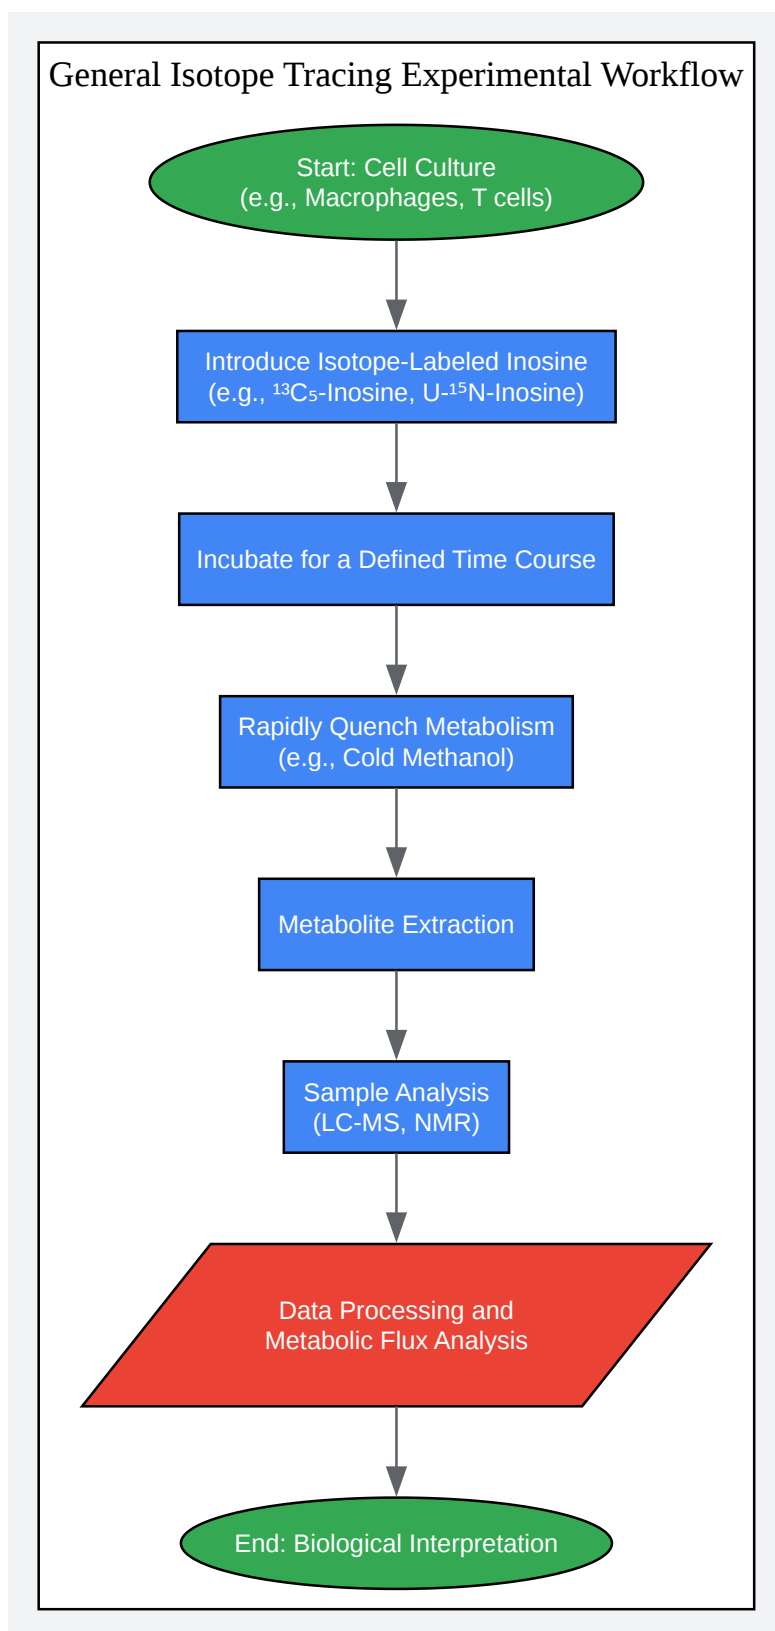 General Isotope Tracing Experimental Workflow
Start: Cell Culture
(e.g., Macrophages, T cells)
Introduce Isotope-Labeled Inosine
(e.g., ¹³C₅-Inosine, U-¹⁵N-Inosine)
Incubate for a Defined Time Course
Rapidly Quench Metabolism
(e.g., Cold Methanol)
Metabolite Extraction
Sample Analysis
(LC-MS, NMR)
Data Processing and
Metabolic Flux Analysis
End: Biological Interpretation